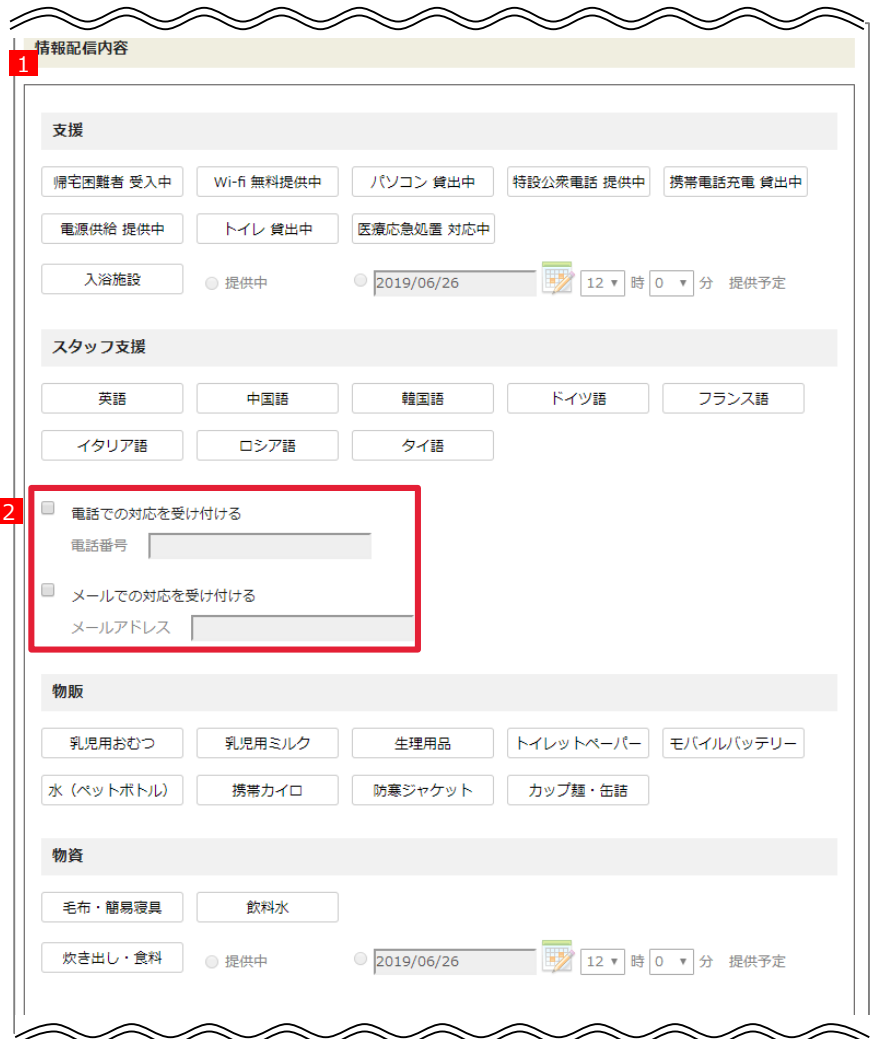 情報配信内容
1
支援
帰宅困難者 受入中 Wi-fi 無料提供中 パソコン 貸出中 特設公衆電話 提供中 携帯電話充電 貸出中
電源供給 提供中 トイレ 貸出中 医療応急処置 対応中
入浴施設 提供中 2019/06/26 12 ▼ 時 0 ▼ 分 提供予定
スタッフ支援
英語 中国語 韓国語 ドイツ語 フランス語
イタリア語 ロシア語 タイ語
2
電話での対応を受け付ける
電話番号
メールでの対応を受け付ける
メールアドレス
物販
乳児用おむつ 乳児用ミルク 生理用品 トイレットペーパー モバイルバッテリー
水（ペットボトル） 携帯カイロ 防寒ジャケット カップ麺・缶詰
物資
毛布・簡易寝具 飲料水
炊き出し・食料 提供中 2019/06/26 12 ▼ 時 0 ▼ 分 提供予定